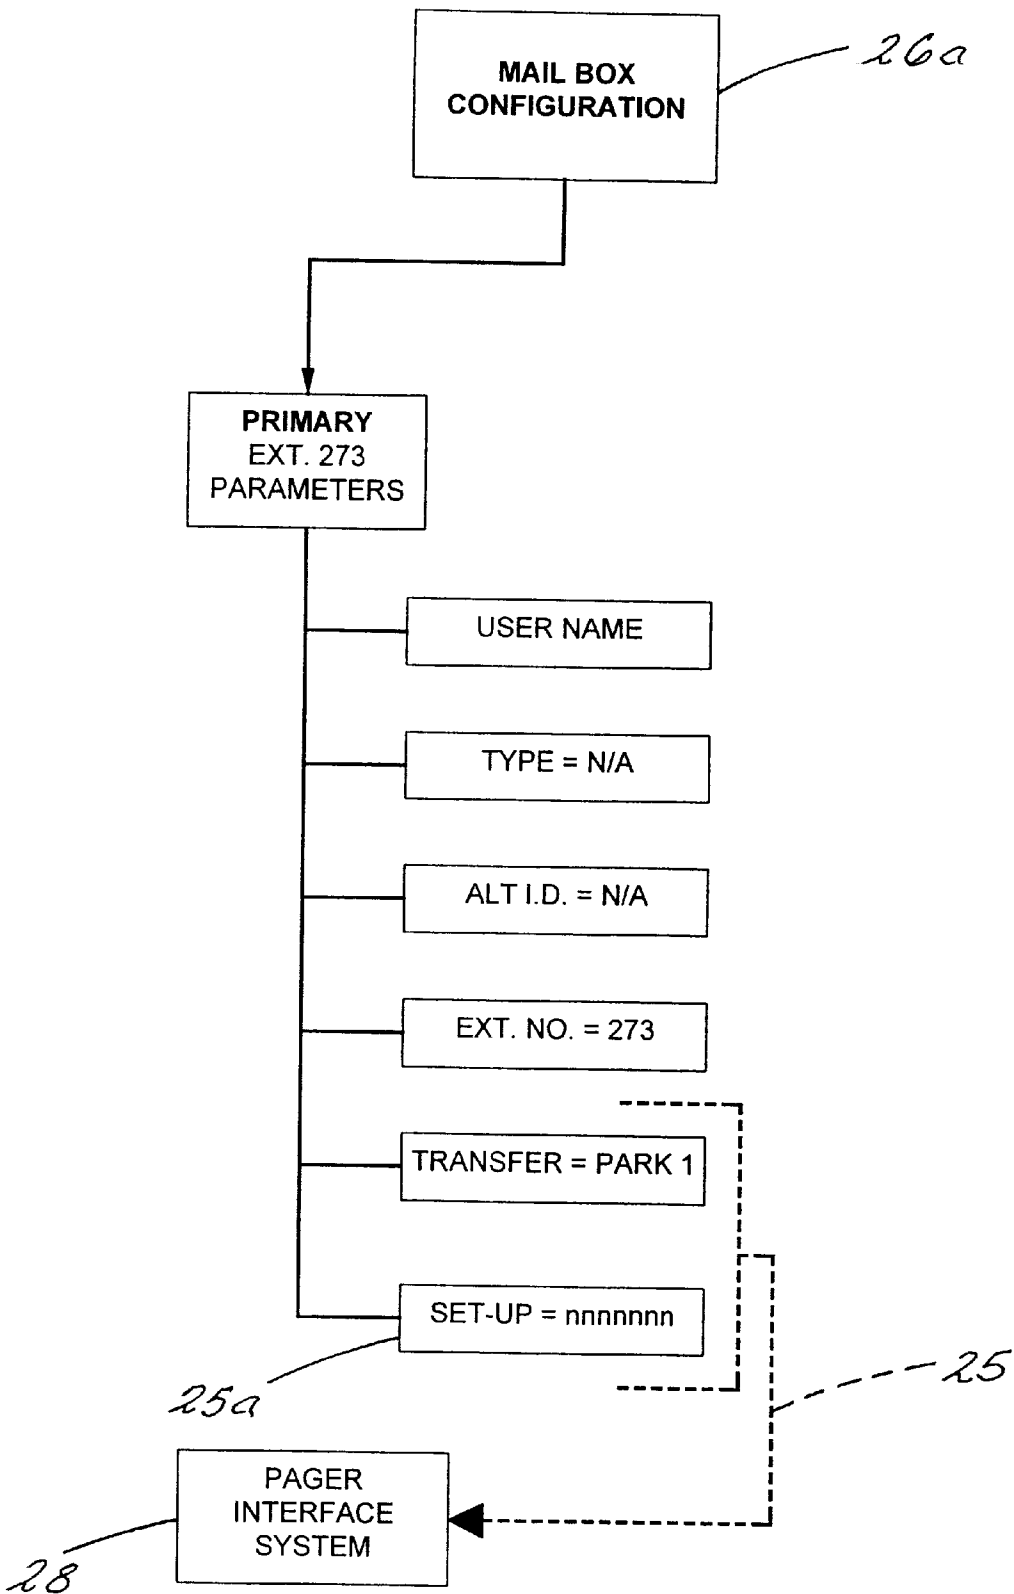 MAIL BOX
CONFIGURATION
26a
PRIMARY
EXT. 273
PARAMETERS
USER NAME
TYPE = N/A
ALT I.D. = N/A
EXT. NO. = 273
TRANSFER = PARK 1
SET-UP = nnnnnnn
25a
25
PAGER
INTERFACE
SYSTEM
28